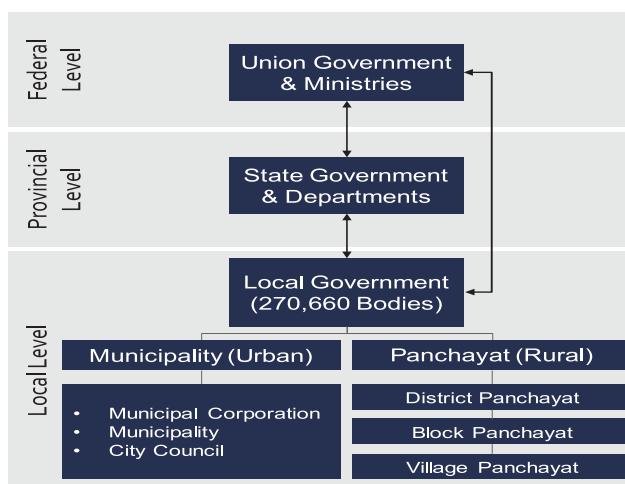 Federal
Level
Union Government
& Ministries
Provincial
Level
State Government
& Departments
Local Level
Local Government
(270,660 Bodies)
Municipality (Urban)
• Municipal Corporation
• Municipality
• City Council
Panchayat (Rural)
District Panchayat
Block Panchayat
Village Panchayat